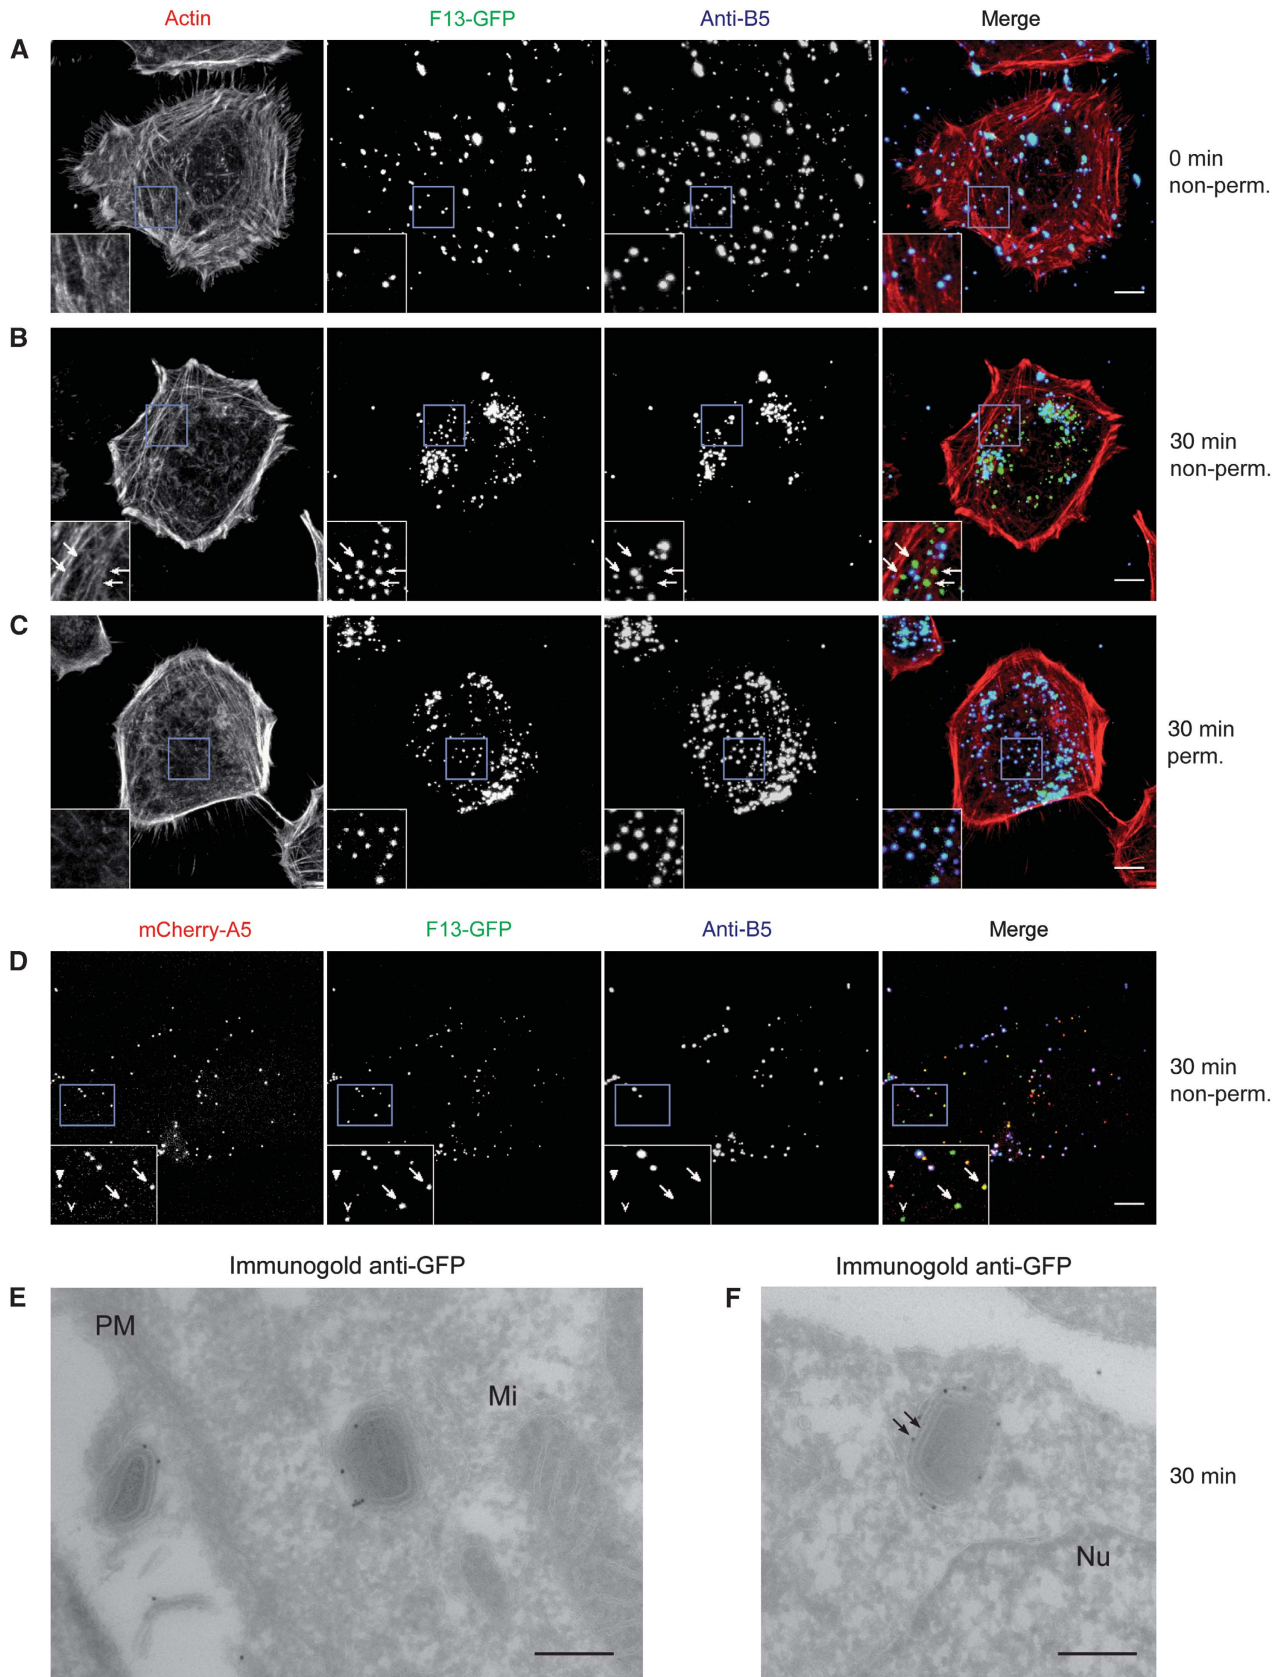 Actin F13-GFP Anti-B5 Merge
A
0 min
non-perm.
B
30 min
non-perm.
C
30 min
perm.
mCherry-A5 F13-GFP Anti-B5 Merge
D
30 min
non-perm.
Immunogold anti-GFP Immunogold anti-GFP
E F
PM
Mi
30 min
Nu